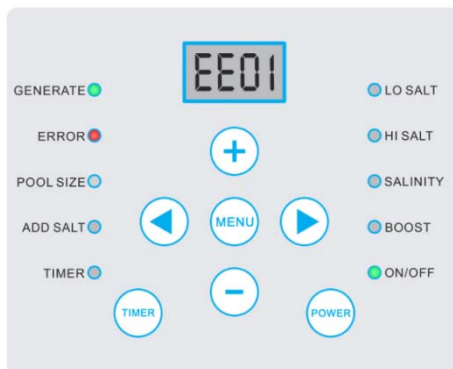 EE01
GENERATE
LO SALT
ERROR
HI SALT
POOL SIZE
SALINITY
MENU
ADD SALT
BOOST
TIMER
ON/OFF
TIMER
POWER